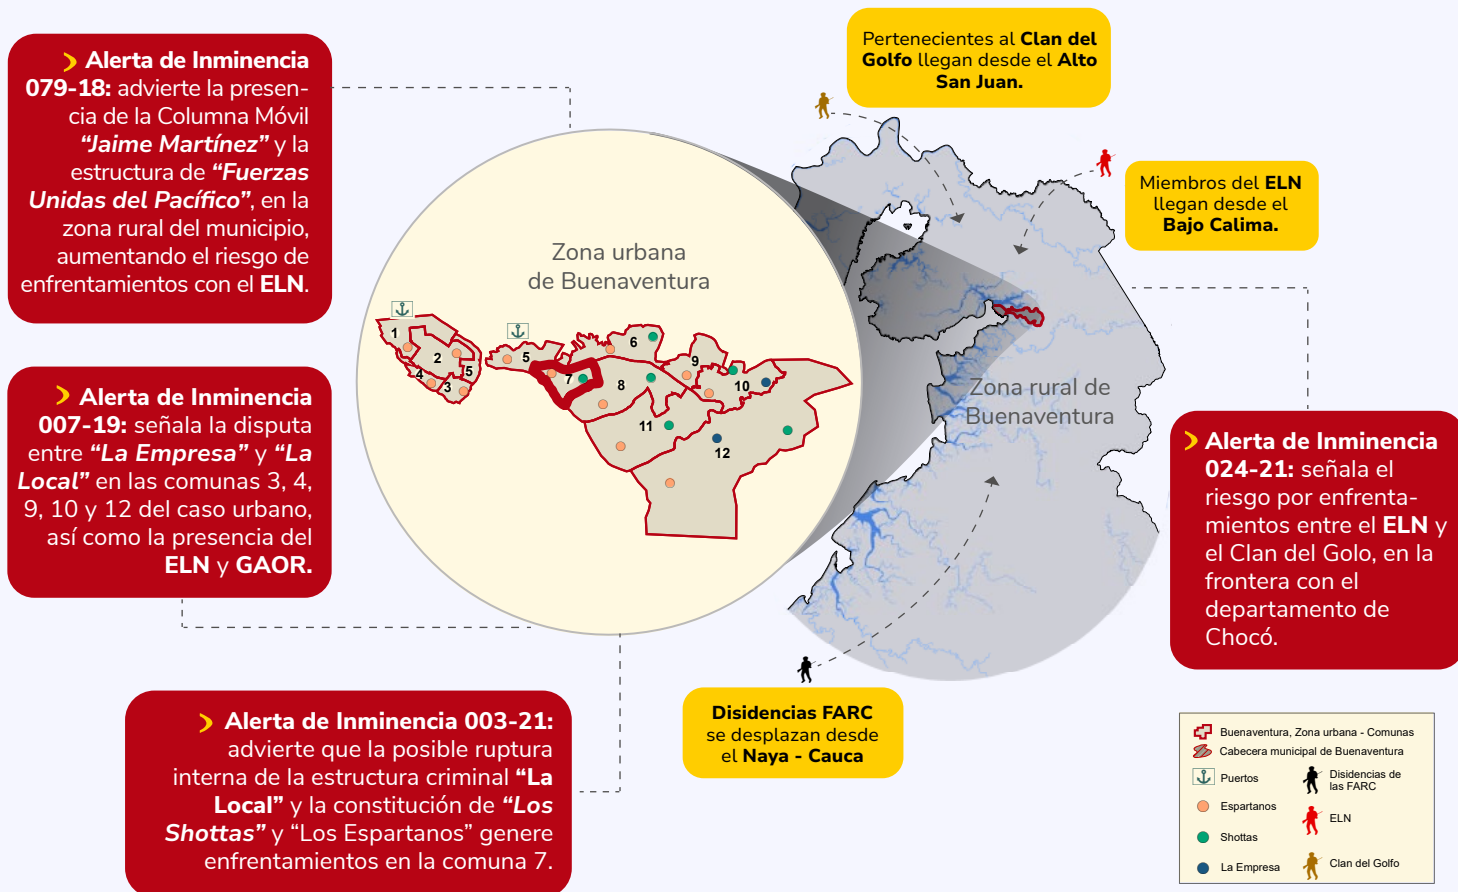 Alerta de Inminencia
079-18: advierte la presen-
cia de la Columna Móvil
“Jaime Martínez” y la
estructura de “Fuerzas
Unidas del Pacífico”, en la
zona rural del municipio,
aumentando el riesgo de
enfrentamientos con el ELN.
Alerta de Inminencia
007-19: señala la disputa
entre “La Empresa” y “La
Local” en las comunas 3, 4,
9, 10 y 12 del caso urbano,
así como la presencia del
ELN y GAOR.
Alerta de Inminencia 003-21:
advierte que la posible ruptura
interna de la estructura criminal “La
Local” y la constitución de “Los
Shottas” y “Los Espartanos” genere
enfrentamientos en la comuna 7.
Zona urbana
de Buenaventura
1
2
4
3
5
5
7
6
8
9
10
11
12
Pertenecientes al Clan del
Golfo llegan desde el Alto
San Juan.
Miembros del ELN
llegan desde el
Bajo Calima.
Zona rural de
Buenaventura
Disidencias FARC
se desplazan desde
el Naya - Cauca
Alerta de Inminencia
024-21: señala el
riesgo por enfrenta-
mientos entre el ELN y
el Clan del Golo, en la
frontera con el
departamento de
Chocó.
Buenaventura, Zona urbana - Comunas
Cabecera municipal de Buenaventura
Puertos
Espartanos
Shottas
La Empresa
Disidencias de
las FARC
ELN
Clan del Golfo